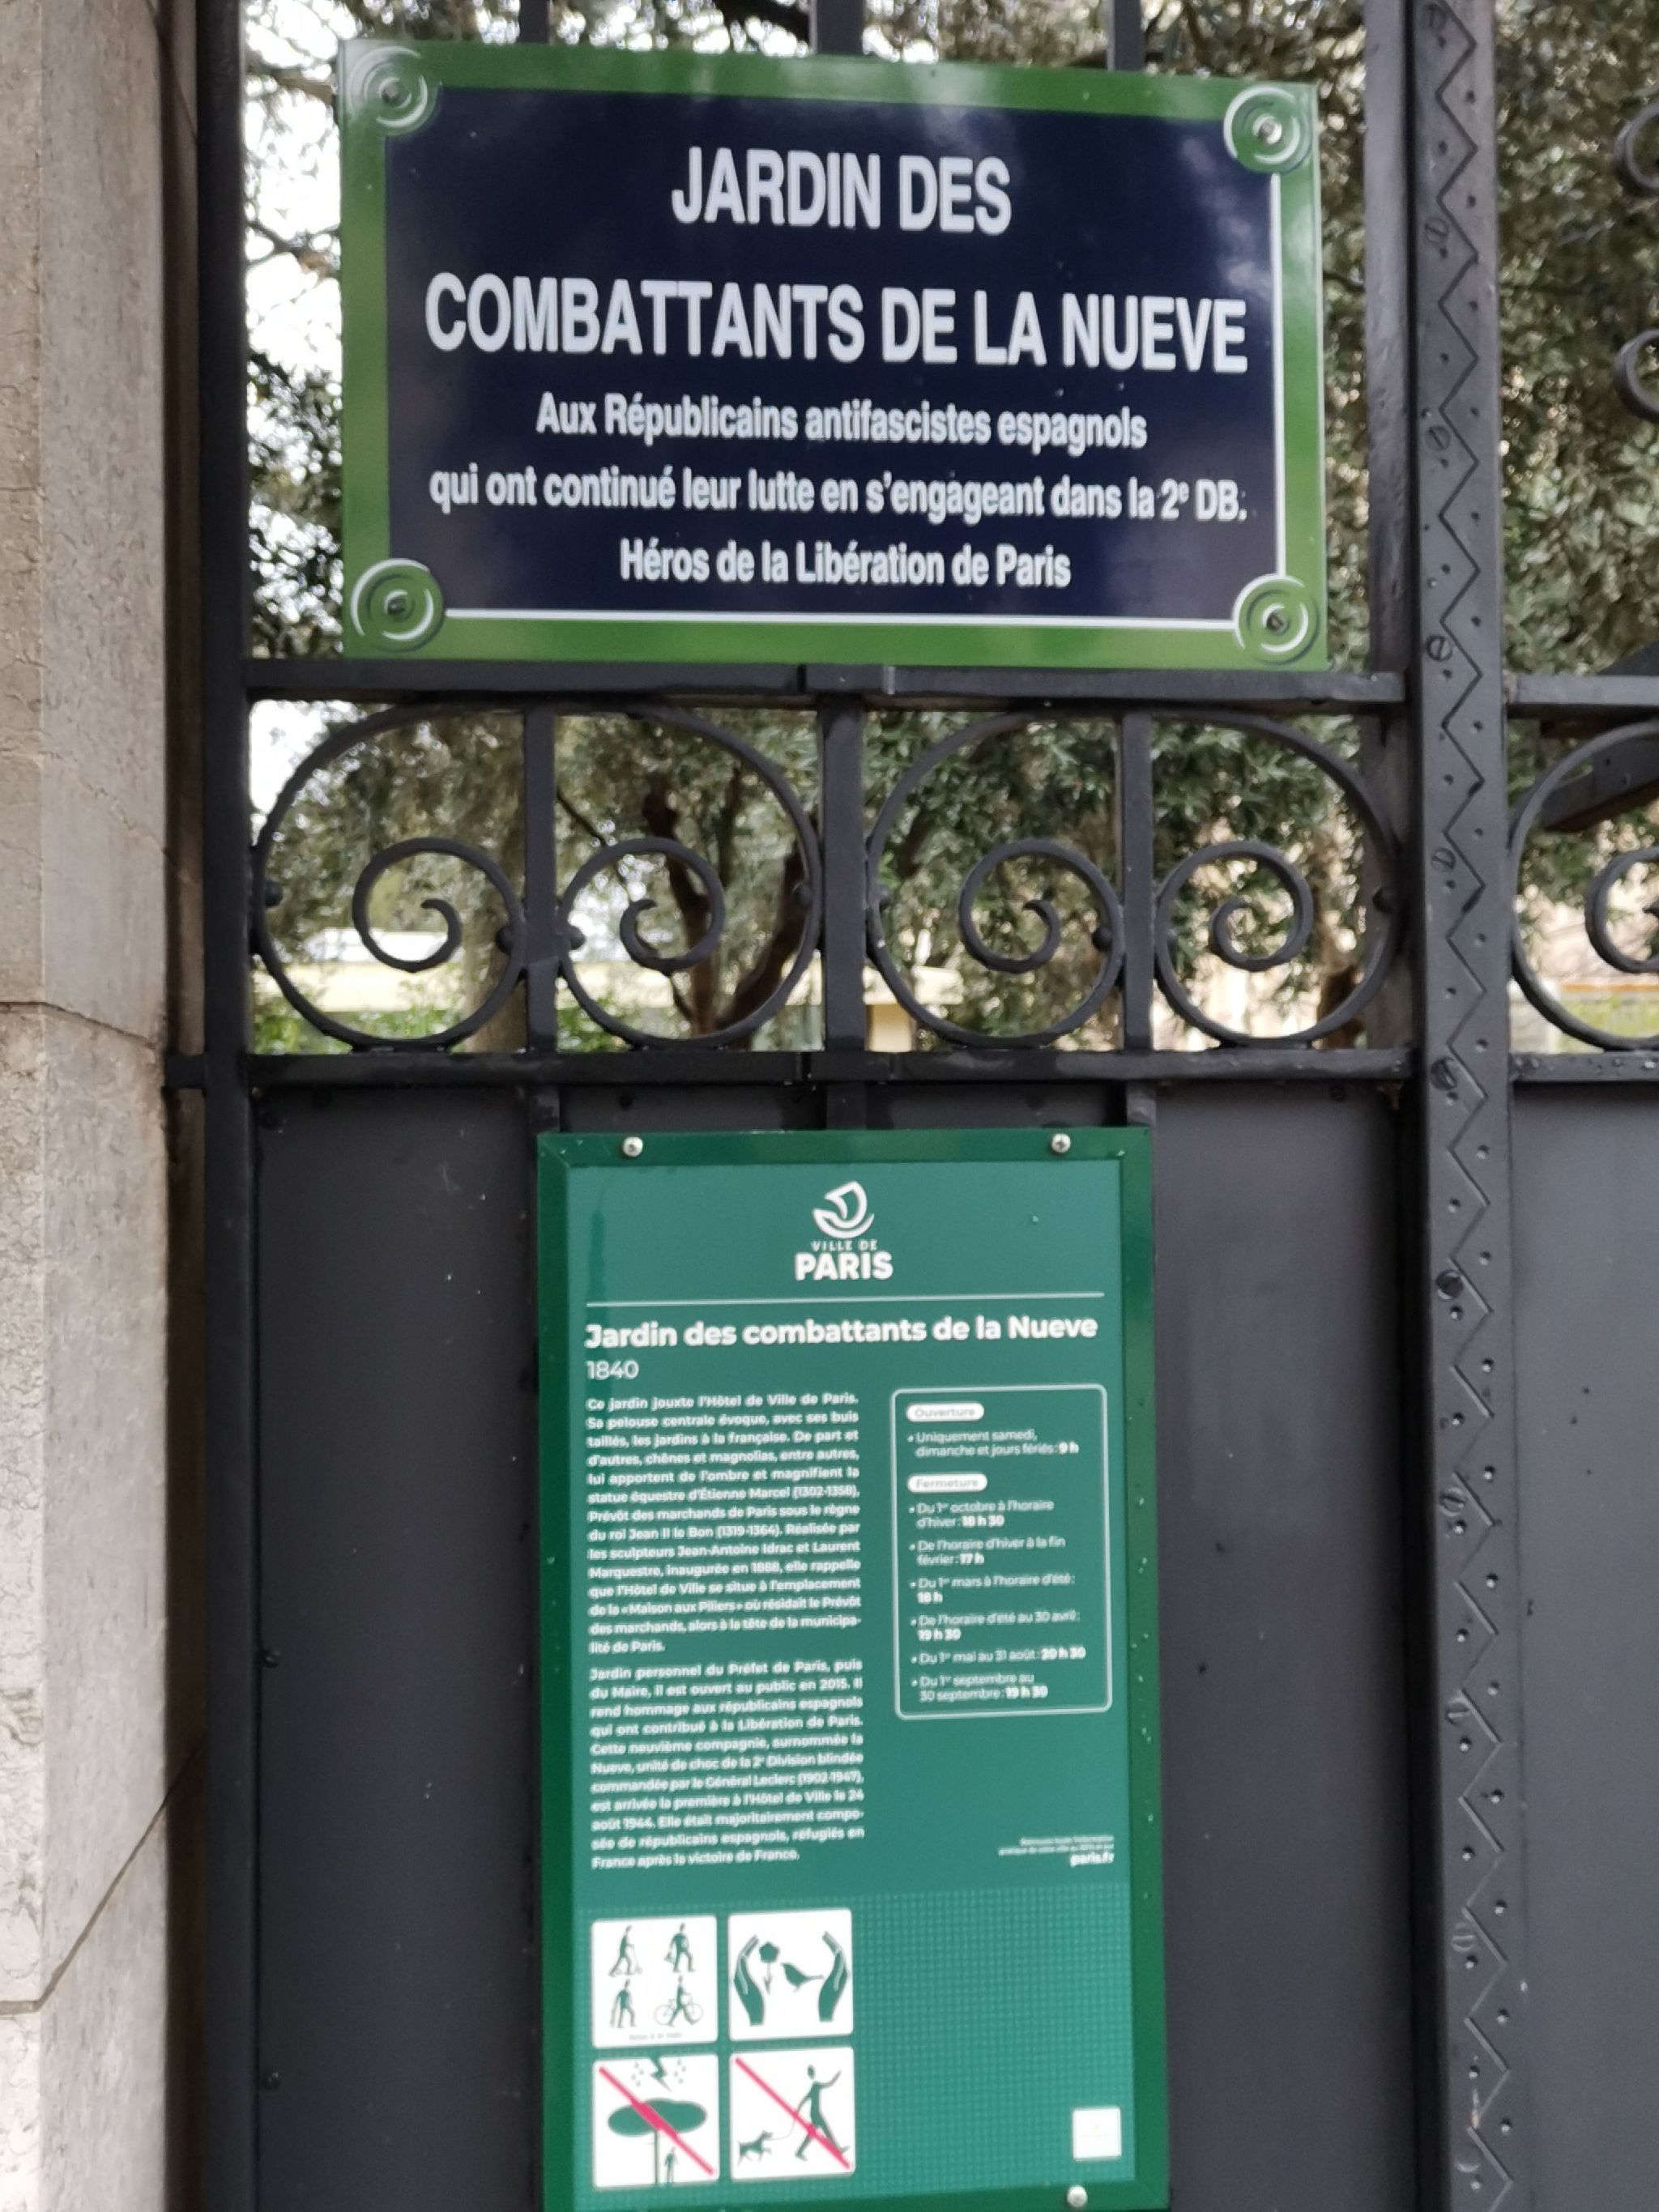 JARDIN DES
COMBATTANTS DE LA NUEVE
Aux Républicains antifascistes espagnols
qui ont continué leur lutte en s'engageant dans la 2e DB.
Héros de la Libération de Paris
VILLE DE
PARIS
Jardin des combattants de la Nueve
1840
Ce jardin jouxte l'Hôtel de Ville de Paris.
Sa pelouse centrale évoque, avec ses buis
taillés, les jardins à la française. De part et
d'autres, chênes et magnolias, entre autres,
lui apportent de l'ombre et magnifient la
statue équestre d'Étienne Marcel (1302-1358),
Prévôt des marchands de Paris sous le règne
du roi Jean II le Bon (1319-1364). Réalisée par
les sculpteurs Jean-Antoine Idrac et Laurent
Marqueste, inaugurée en 1888, elle rappelle
que l'Hôtel de Ville se situe à l'emplacement
de la «Maison aux Piliers» où résidait le Prévôt
des marchands, alors à la tête de la municipa-
lité de Paris.
Jardin personnel du Préfet de Paris, puis
du Maire, il est ouvert au public en 2015. Il
rend hommage aux républicains espagnols
qui ont contribué à la Libération de Paris.
Cette neuvième compagnie, surnommée la
Nueve, unité de choc de la 2e Division blindée
commandée par le Général Leclerc (1902-1947),
est arrivée la première à l'Hôtel de Ville le 24
août 1944. Elle était majoritairement compo-
sée de républicains espagnols, réfugiés en
France après la victoire de Franco.
Ouverture
• Uniquement samedi,
dimanche et jours fériés : 9 h
Fermeture
• Du 1er octobre à l'horaire
d'hiver : 18 h 30
• De l'horaire d'hiver à la fin
février : 17 h
• Du 1er mars à l'horaire d'été :
18 h
• De l'horaire d'été au 30 avril :
19 h 30
• Du 1er mai au 31 août : 20 h 30
• Du 1er septembre au
30 septembre : 19 h 30
paris.fr